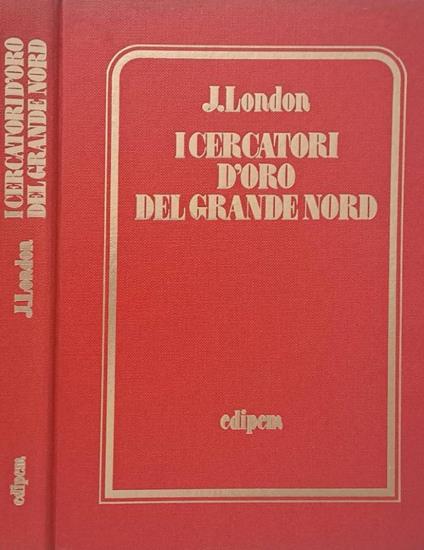 I CERCATORI D'ORO
DEL GRANDE NORD
J.London
edipem
J.London
I CERCATORI
D'ORO
DEL GRANDE NORD
edipem